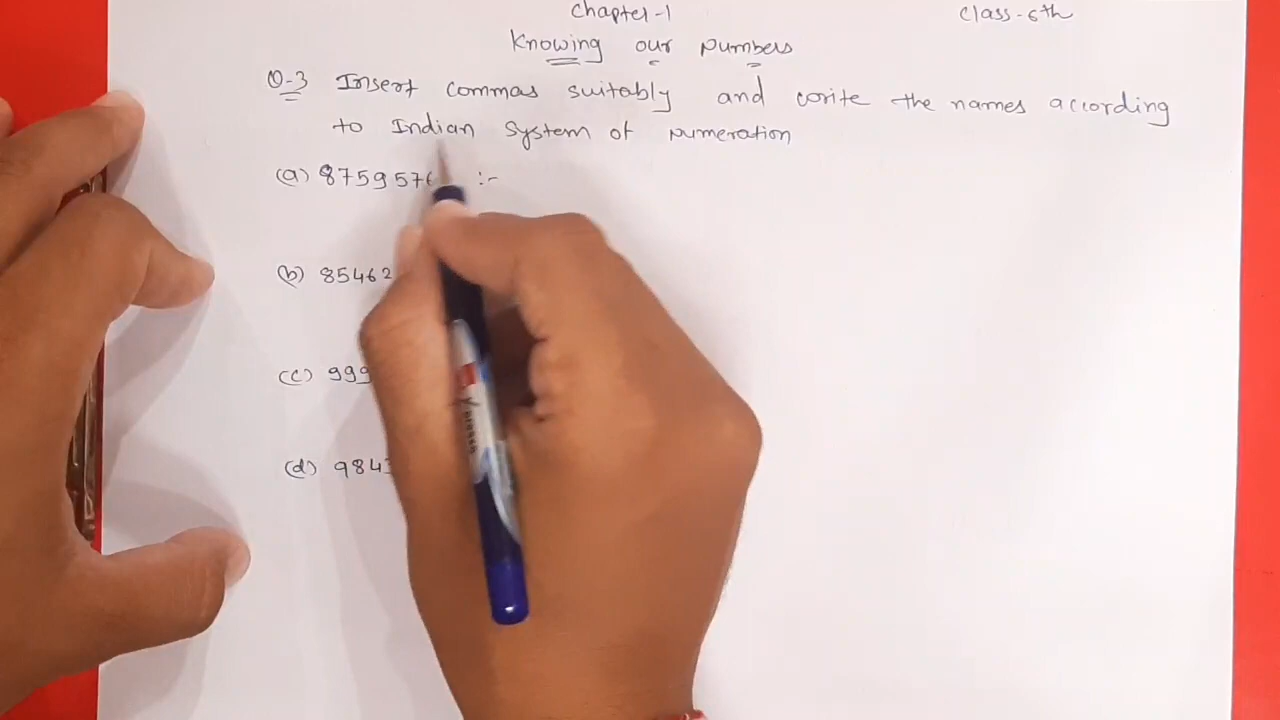 Chapter-1
Class-6th
Knowing our Numbers
Q-3 Insert commas suitably and write the names according
to Indian System of Numeration
(a) 875957 :-
(b) 85462
(c) 999
(d) 984